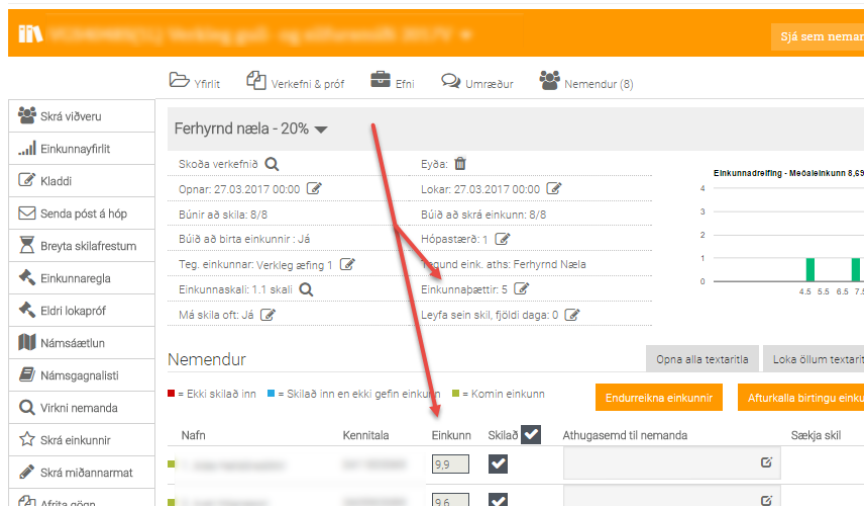 Sjá sem nemar
Yfirlit Verkefni & próf Efni Umræður Nemendur (8)
Skrá viðveru
Einkunnayfirlit
Kladdi
Senda póst á hóp
Breyta skilafrestum
Einkunnaregla
Eldri lokapróf
Námsáætlun
Námsgagnalisti
Virkni nemanda
Skrá einkunnir
Skrá miðannarmat
Afrita gögn
Ferhyrnd næla - 20%
Skoða verkefnið Eyða:
Opnar: 27.03.2017 00:00 Lokar: 27.03.2017 00:00
Búnir að skila: 8/8 Búið að skrá einkunn: 8/8
Búið að birta einkunnir : Já Hópastærð: 1
Teg. einkunnar: Verkleg æfing 1 Tegund eink. aths: Ferhyrnd Næla
Einkunnaskali: 1.1 skali Einkunnaþættir: 5
Má skila oft: Já Leyfa sein skil, fjöldi daga: 0
Einkunnadreifing - Meðaleinkunn 8,69
4
3
2
1
0
4.5 5.5 6.5 7.5
Nemendur
Opna alla textaritla Loka öllum textarit
= Ekki skilað inn = Skilað inn en ekki gefin einkunn = Komin einkunn
Endurreikna einkunnir Afturkalla birtingu einku
Nafn Kennitala Einkunn Skilað Athugasemd til nemanda Sækja skil
9,9
9,6